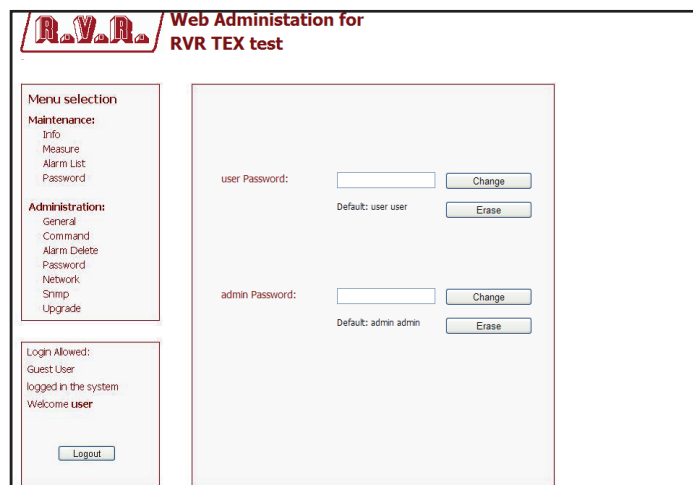 R.V.R.
Web Administation for
RVR TEX test
Menu selection
Maintenance:
Info
Measure
Alarm List
Password
Administration:
General
Command
Alarm Delete
Password
Network
Snmp
Upgrade
Login Allowed:
Guest User
logged in the system
Welcome user
Logout
user Password:
Change
Default: user user
Erase
admin Password:
Change
Default: admin admin
Erase